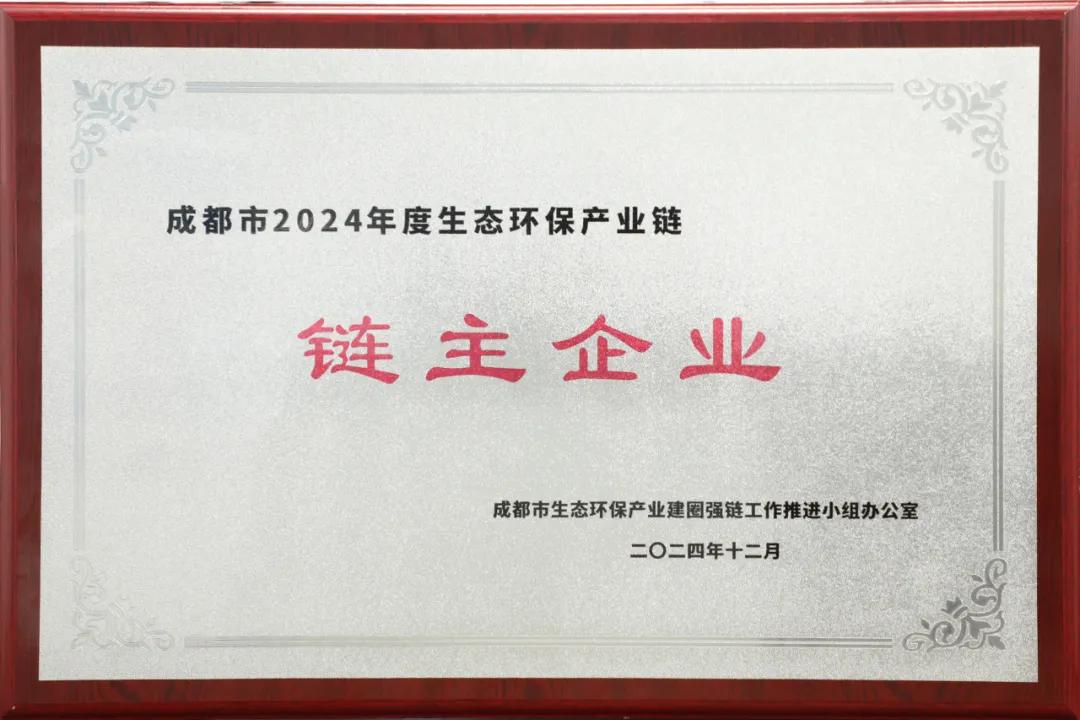 成都市2024年度生态环保产业链
链主企业
成都市生态环保产业建圈强链工作推进小组办公室
二〇二四年十二月